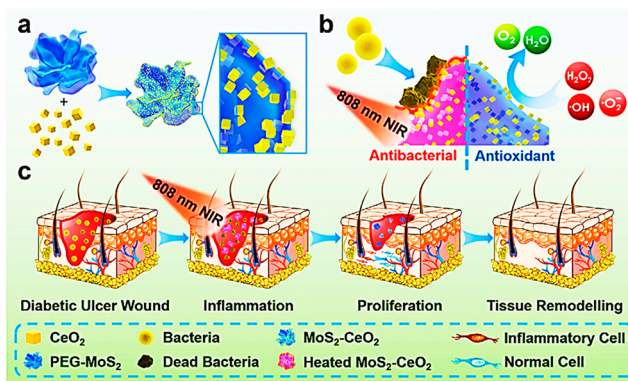 a
+
b
808 nm NIR
Antibacterial
Antioxidant
O₂
H₂O
H₂O₂
·OH
·O₂⁻
c
808 nm NIR
Diabetic Ulcer Wound
Inflammation
Proliferation
Tissue Remodelling
CeO₂
Bacteria
MoS₂-CeO₂
Inflammatory Cell
PEG-MoS₂
Dead Bacteria
Heated MoS₂-CeO₂
Normal Cell